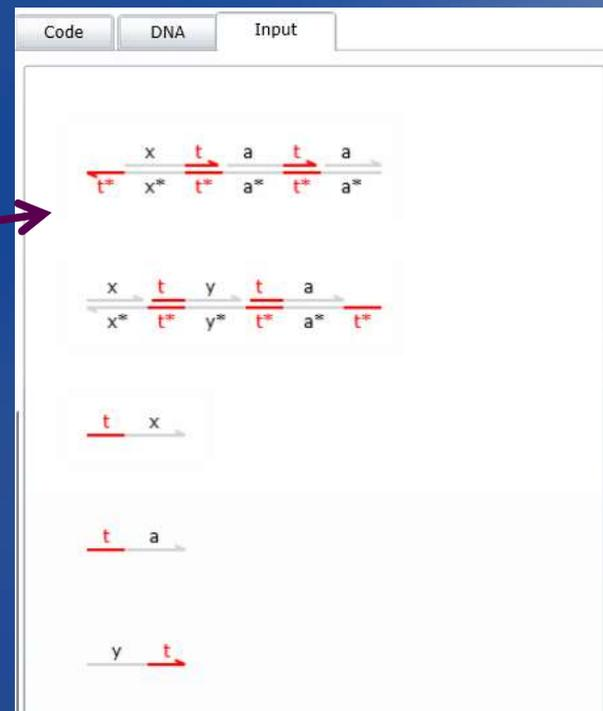 Code DNA Input
x t a t a
t* x* t* a* t* a*
x t y t a
x* t* y* t* a* t*
t x
t a
y t